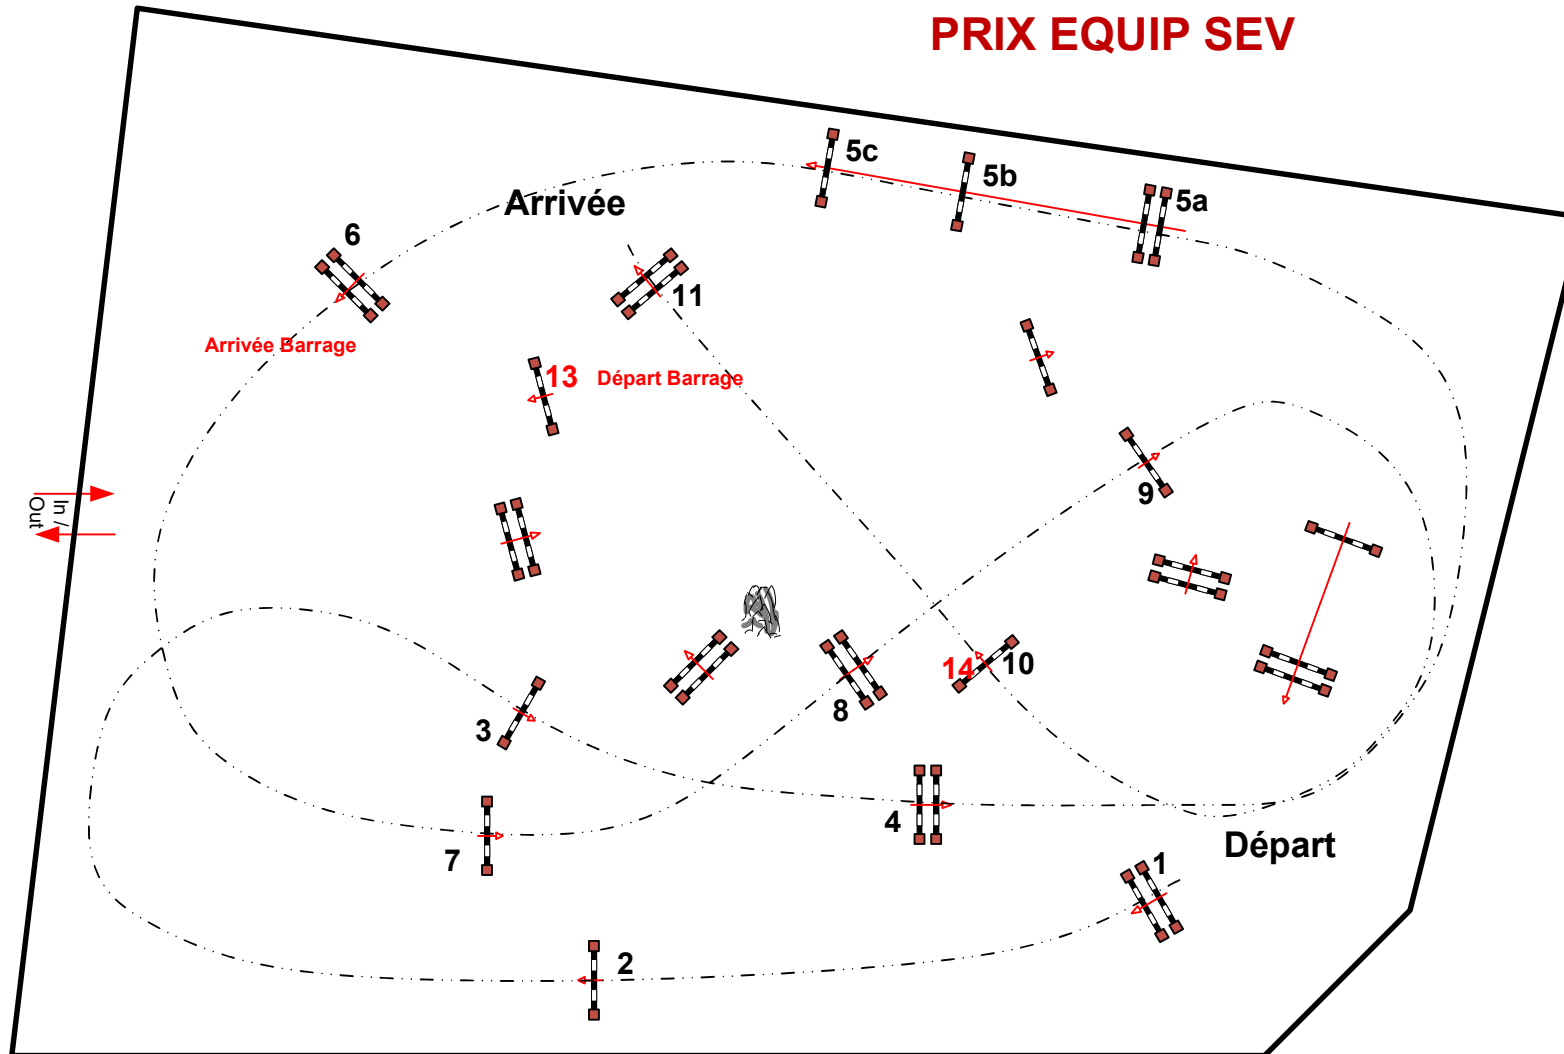 PRIX EQUIP SEV
5c
5b
5a
Arrivée
6
11
Arrivée Barrage
13
Départ Barrage
9
In /
Out
14
10
8
3
4
7
Départ
1
2